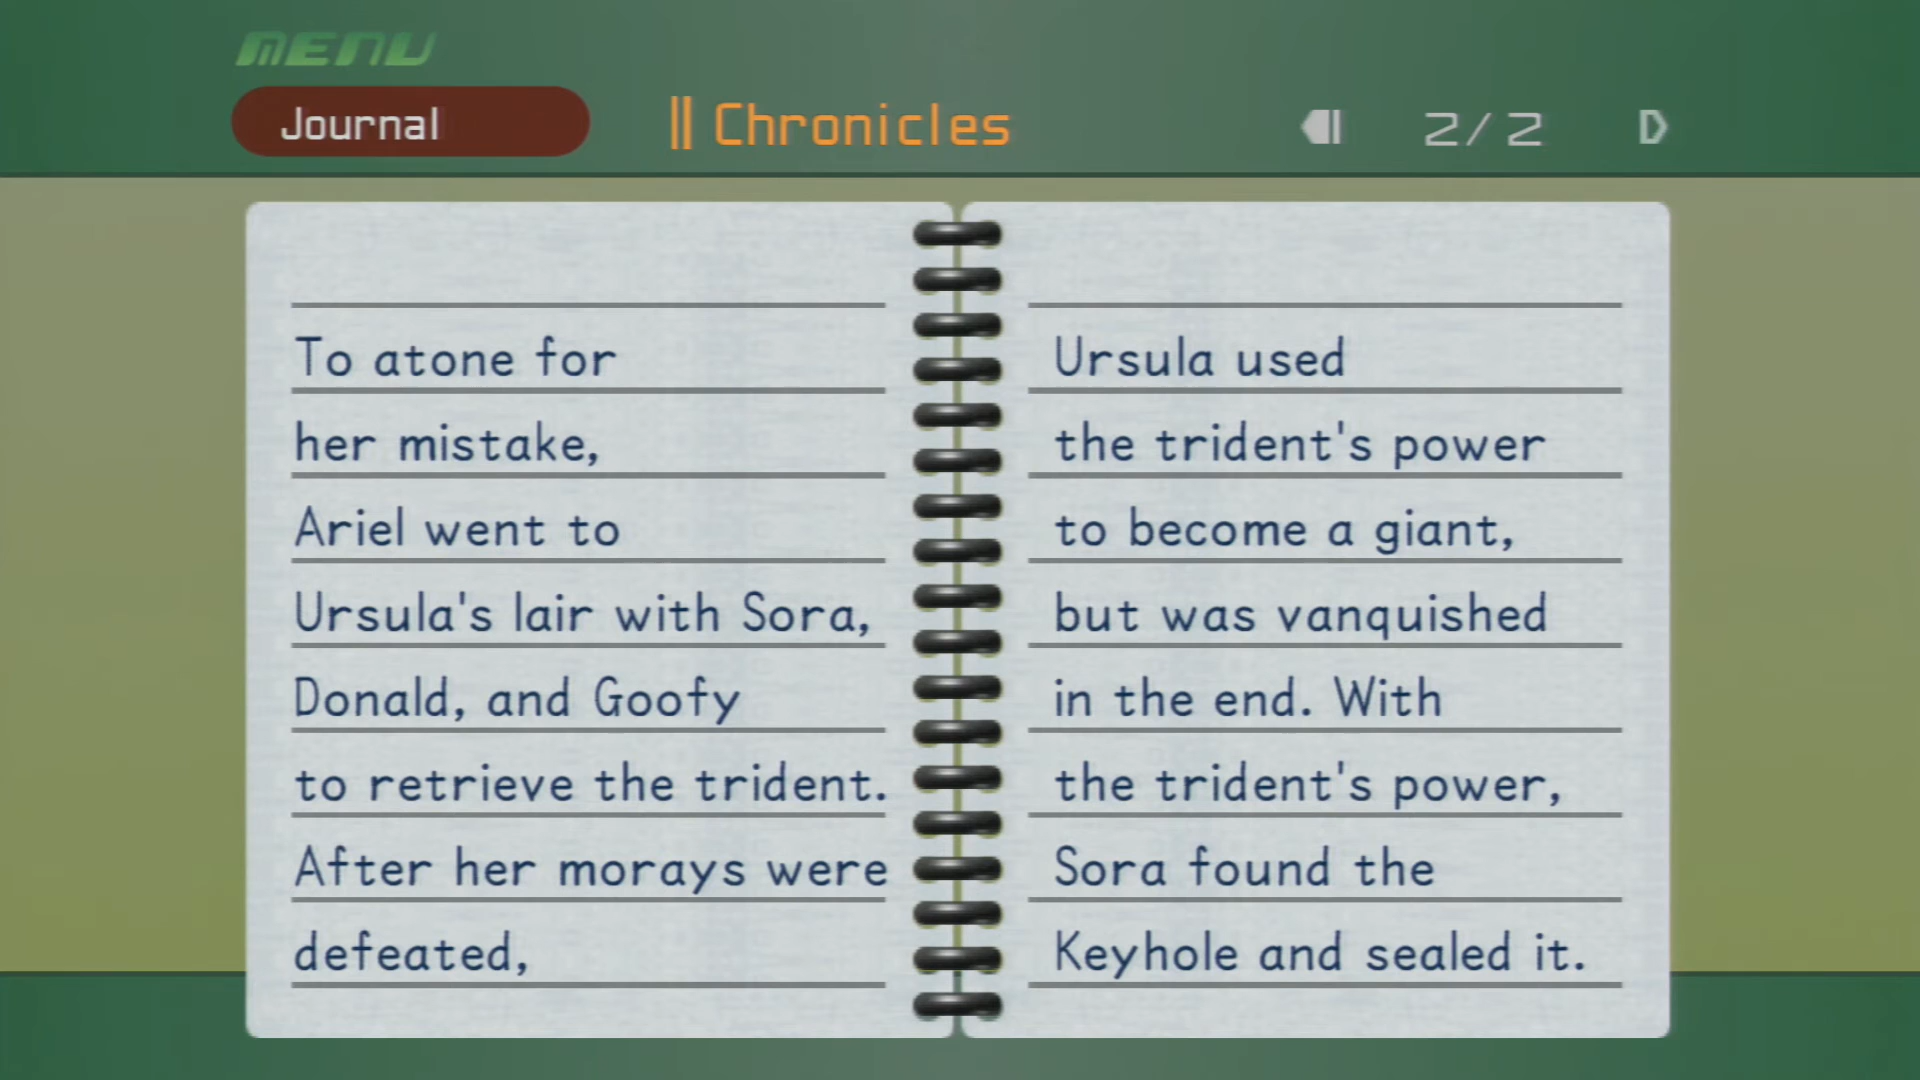 MENU
Journal
Chronicles
2/2
To atone for
her mistake,
Ariel went to
Ursula's lair with Sora,
Donald, and Goofy
to retrieve the trident.
After her morays were
defeated,
Ursula used
the trident's power
to become a giant,
but was vanquished
in the end. With
the trident's power,
Sora found the
Keyhole and sealed it.